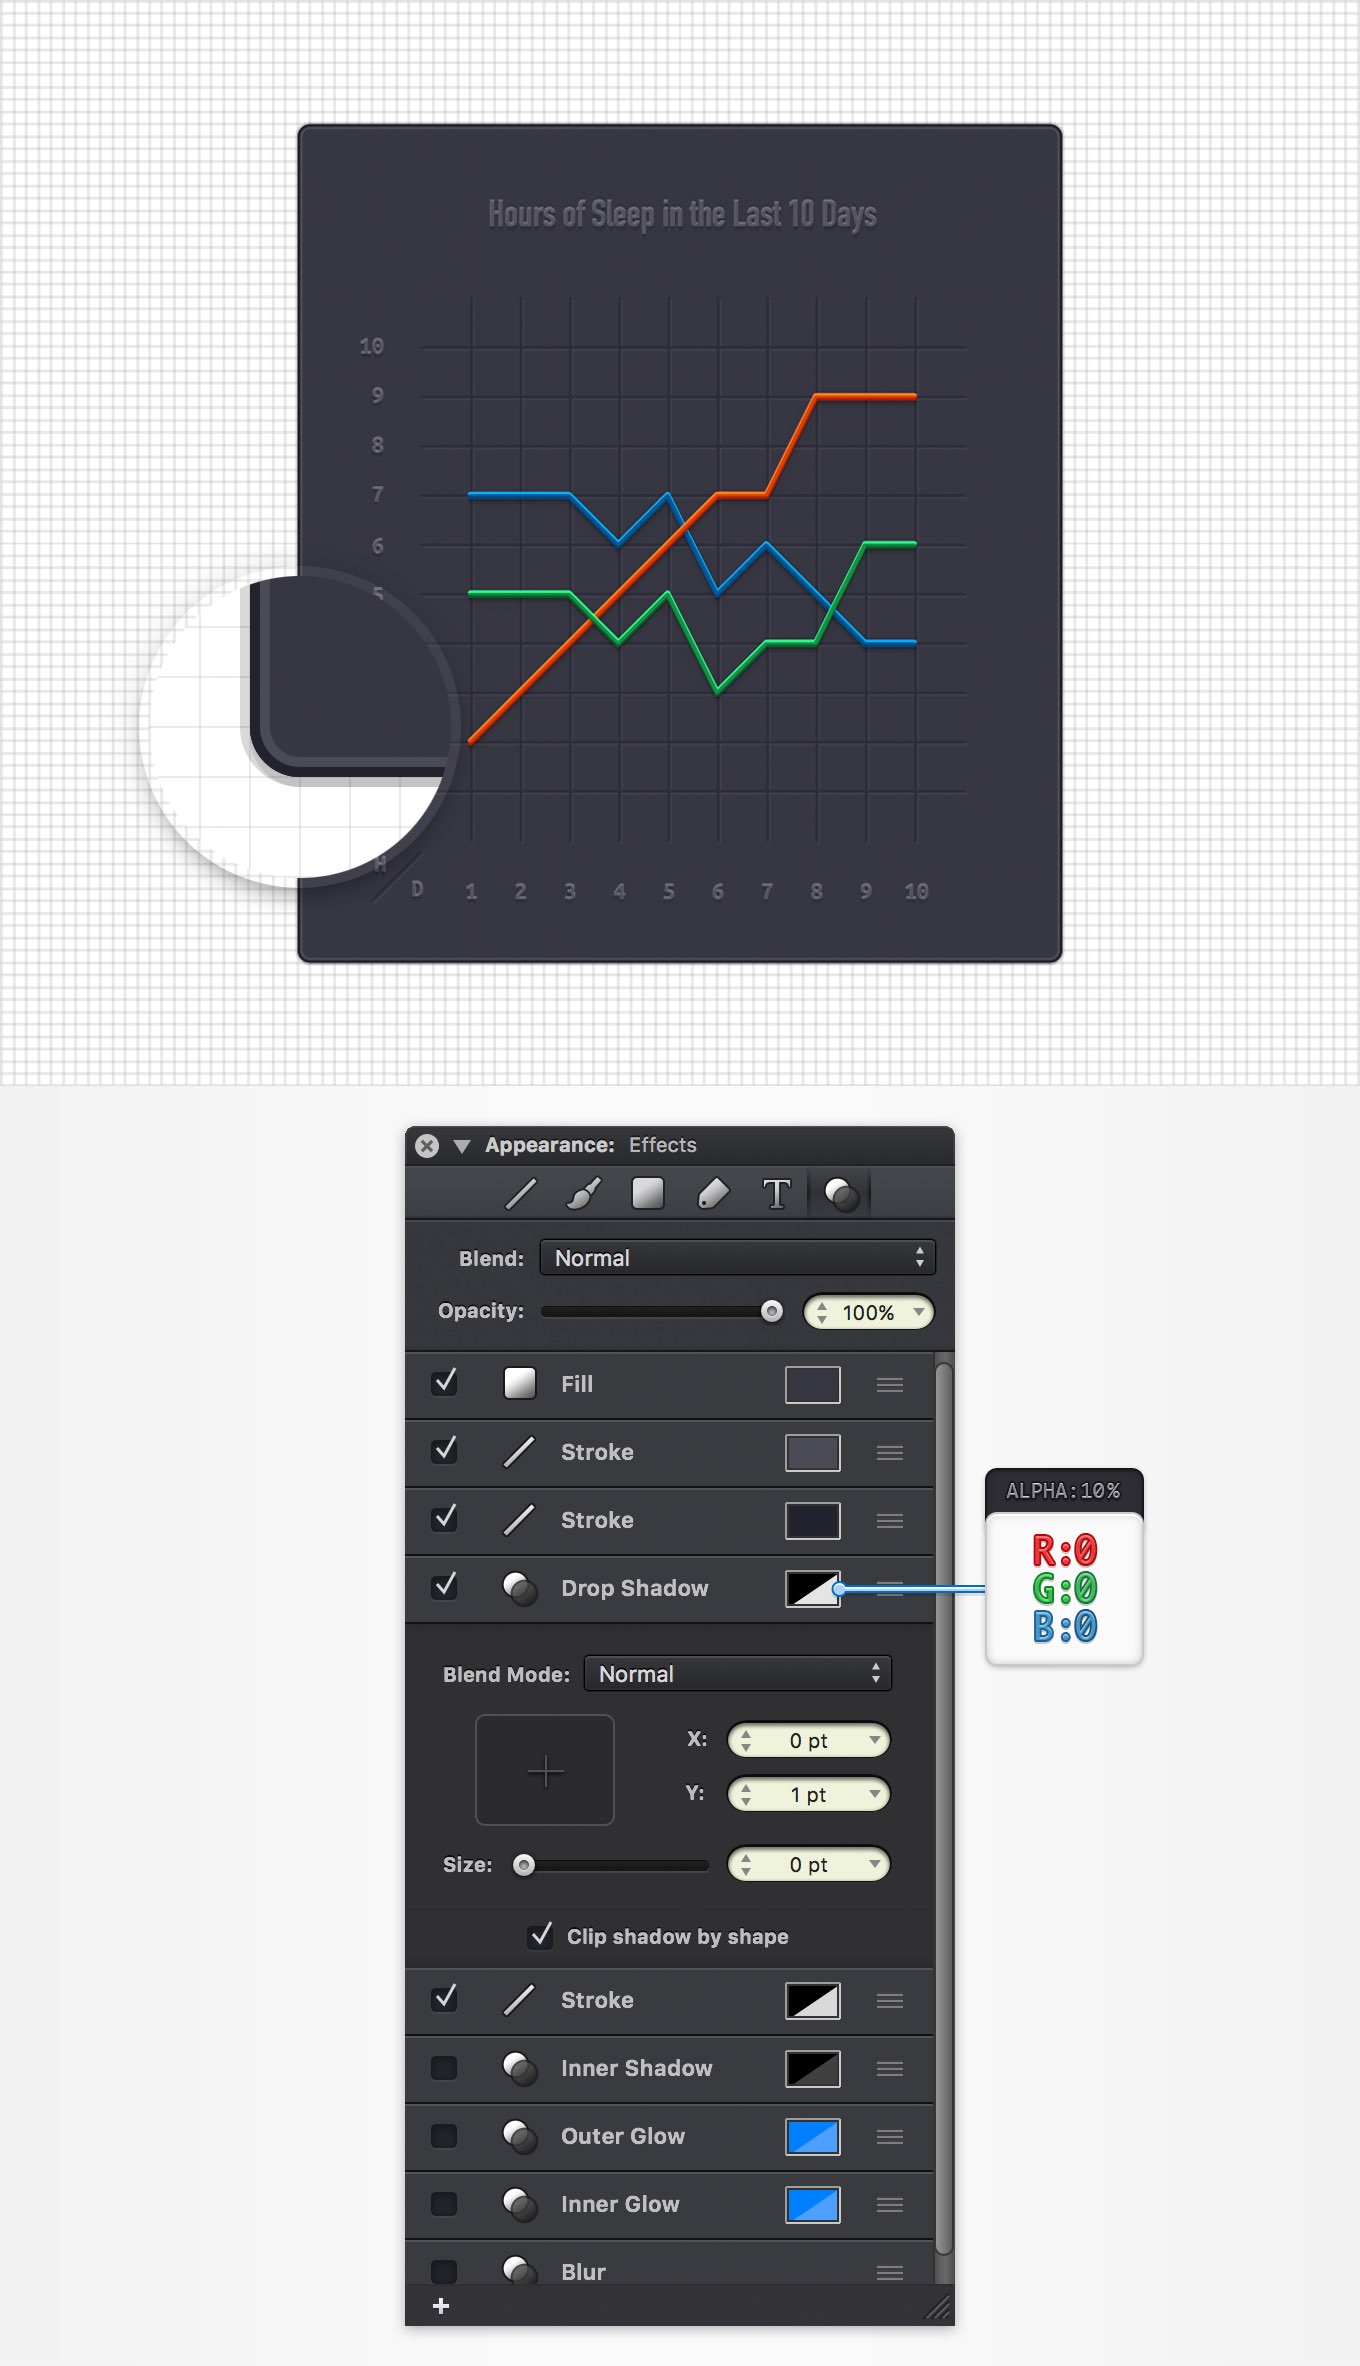 Hours of Sleep in the Last 10 Days
10
9
8
7
6
5
H
D 1 2 3 4 5 6 7 8 9 10
Appearance: Effects
T
Blend: Normal
Opacity: 100%
Fill
Stroke
Stroke
ALPHA:10%
R:0
G:0
B:0
Drop Shadow
Blend Mode: Normal
X: 0 pt
Y: 1 pt
Size: 0 pt
Clip shadow by shape
Stroke
Inner Shadow
Outer Glow
Inner Glow
Blur